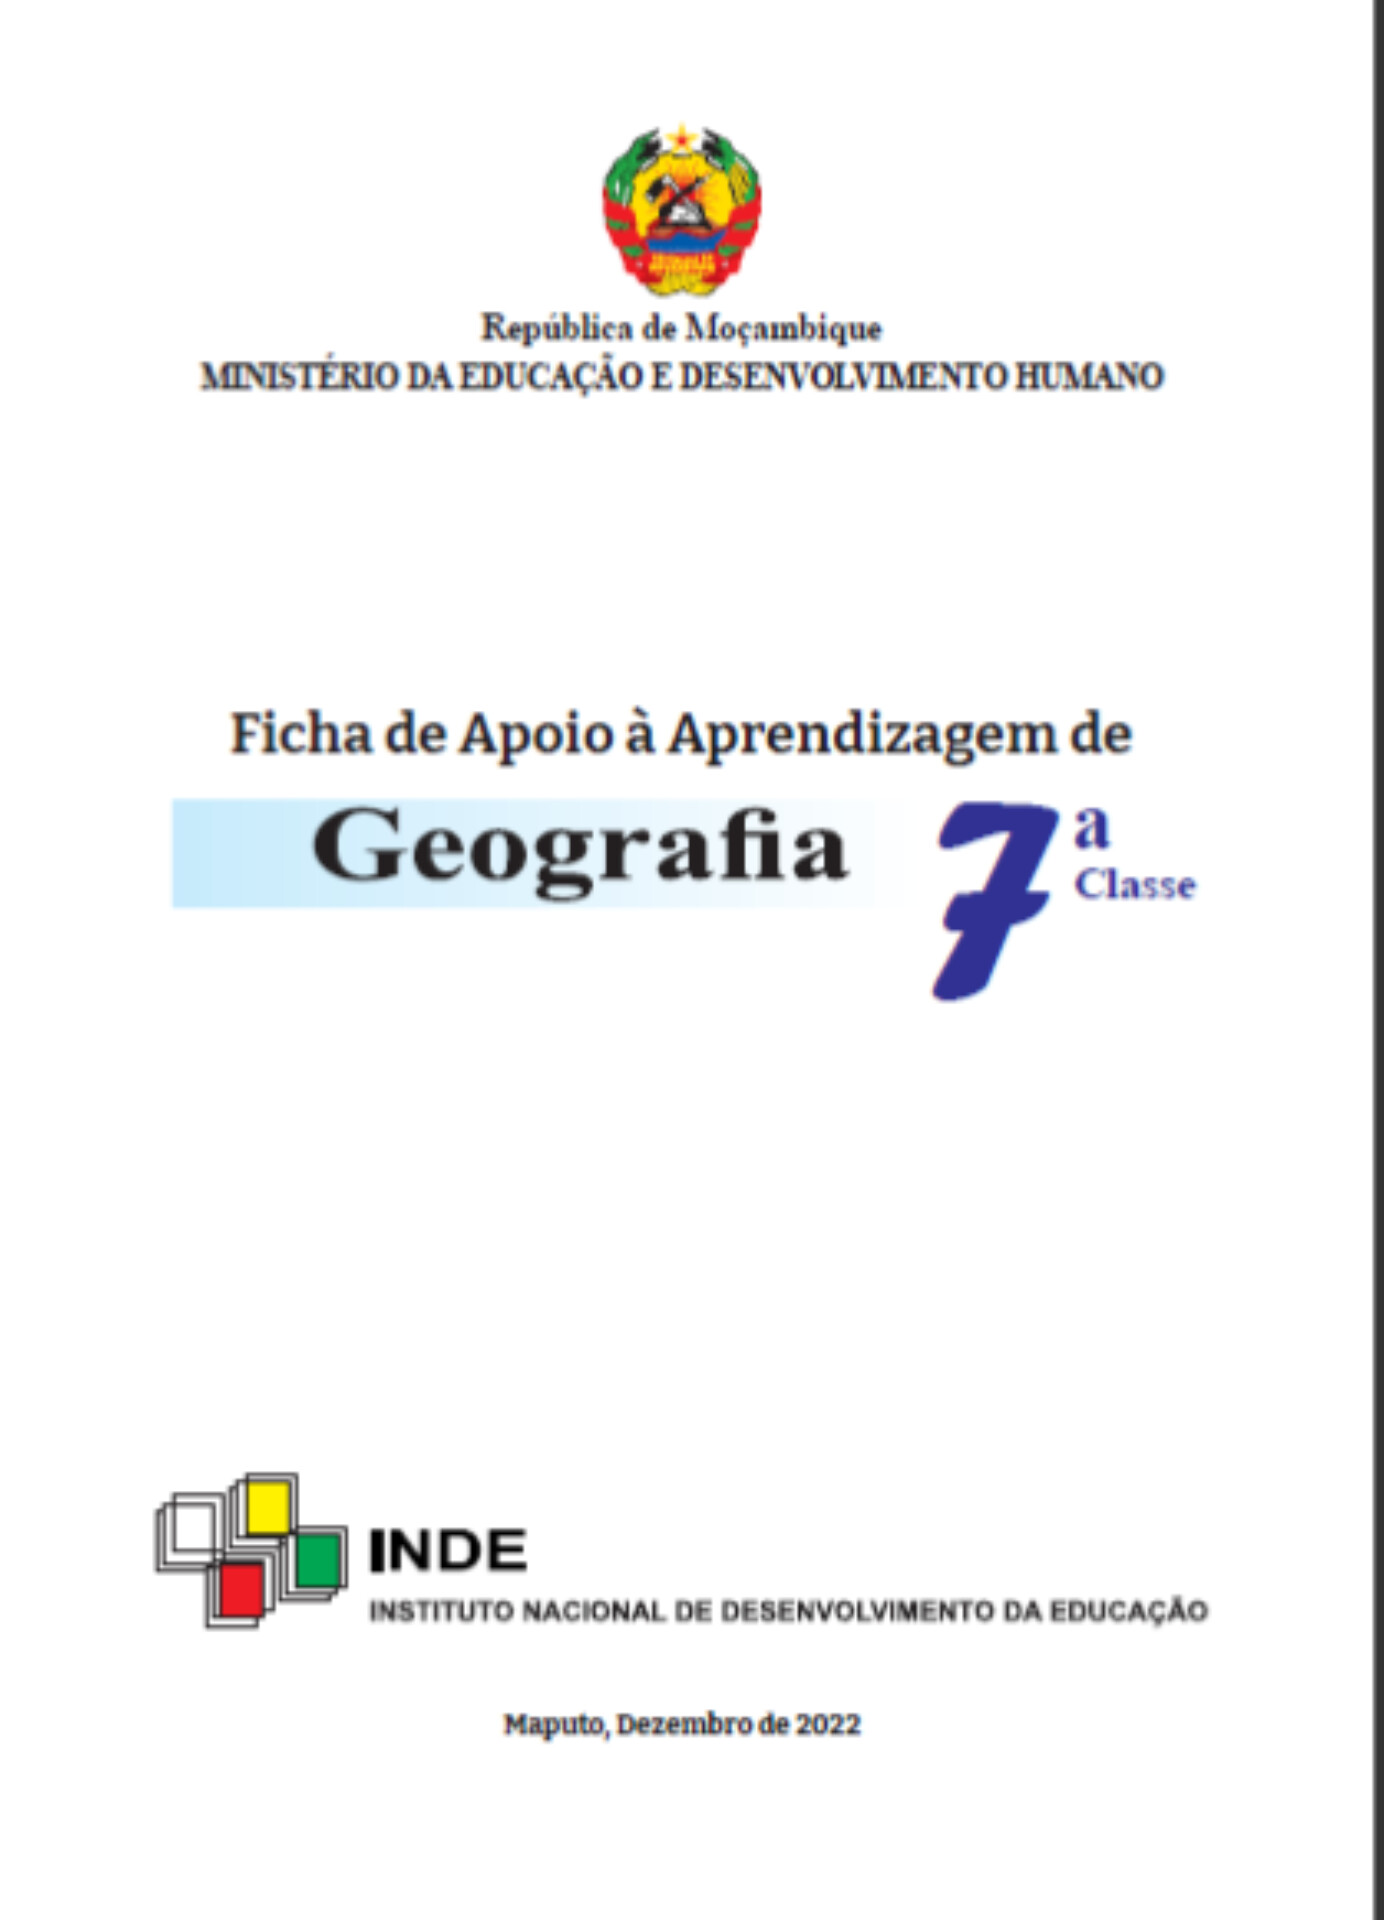 República de Moçambique
MINISTÉRIO DA EDUCAÇÃO E DESENVOLVIMENTO HUMANO
Ficha de Apoio à Aprendizagem de
Geografia 7ª Classe
INDE
INSTITUTO NACIONAL DE DESENVOLVIMENTO DA EDUCAÇÃO
Maputo, Dezembro de 2022